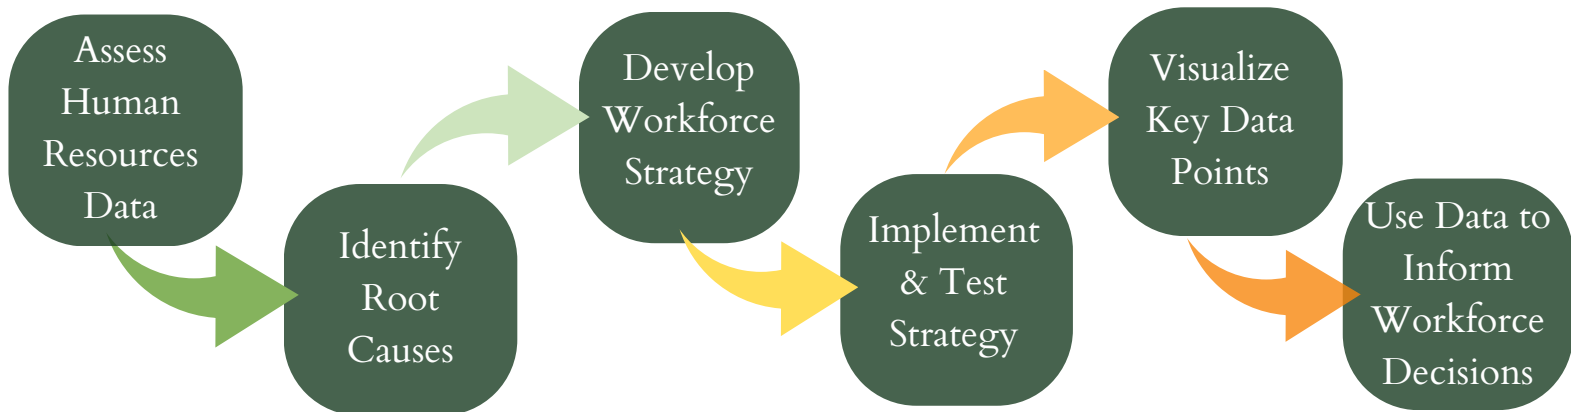 Assess
Human
Resources
Data
Identify
Root
Causes
Develop
Workforce
Strategy
Implement
& Test
Strategy
Visualize
Key Data
Points
Use Data to
Inform
Workforce
Decisions